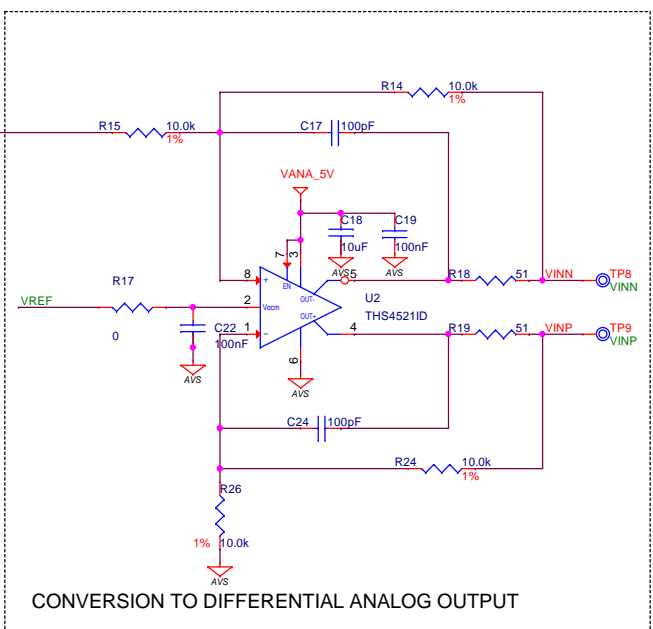 R14 10.0k
1%
R15 10.0k
1%
C17 100pF
VANA_5V
C18
10uF
C19
100nF
AVS AVS
7 3
EN
8 +
OUT-
5
R18 51
VINN
TP8
VINN
R17
0
VREF
2 Vocm
U2
THS4521ID
OUT+
4
R19 51
VINP
TP9
VINP
1 −
C22
100nF
AVS
6
AVS
C24 100pF
R24 10.0k
1%
R26
1% 10.0k
AVS
CONVERSION TO DIFFERENTIAL ANALOG OUTPUT